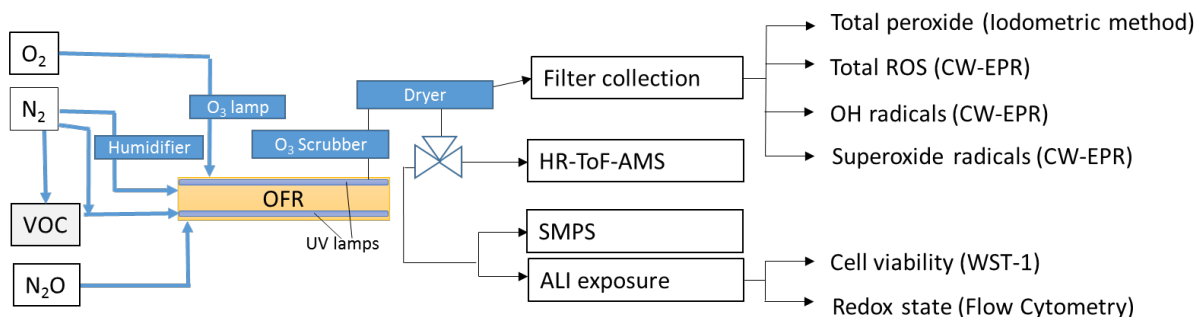 O₂
N₂
VOC
N₂O
O₃ lamp
Humidifier
O₃ Scrubber
OFR
UV lamps
Dryer
Filter collection
HR-ToF-AMS
SMPS
ALI exposure
Total peroxide (Iodometric method)
Total ROS (CW-EPR)
OH radicals (CW-EPR)
Superoxide radicals (CW-EPR)
Cell viability (WST-1)
Redox state (Flow Cytometry)